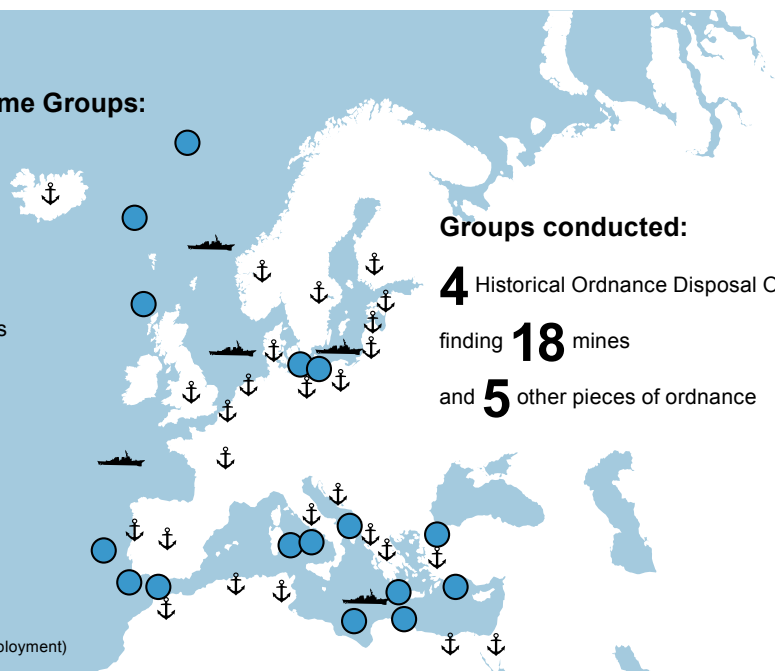 me Groups:
Groups conducted:
4 Historical Ordnance Disposal O
s
finding 18 mines
and 5 other pieces of ordnance
ployment)